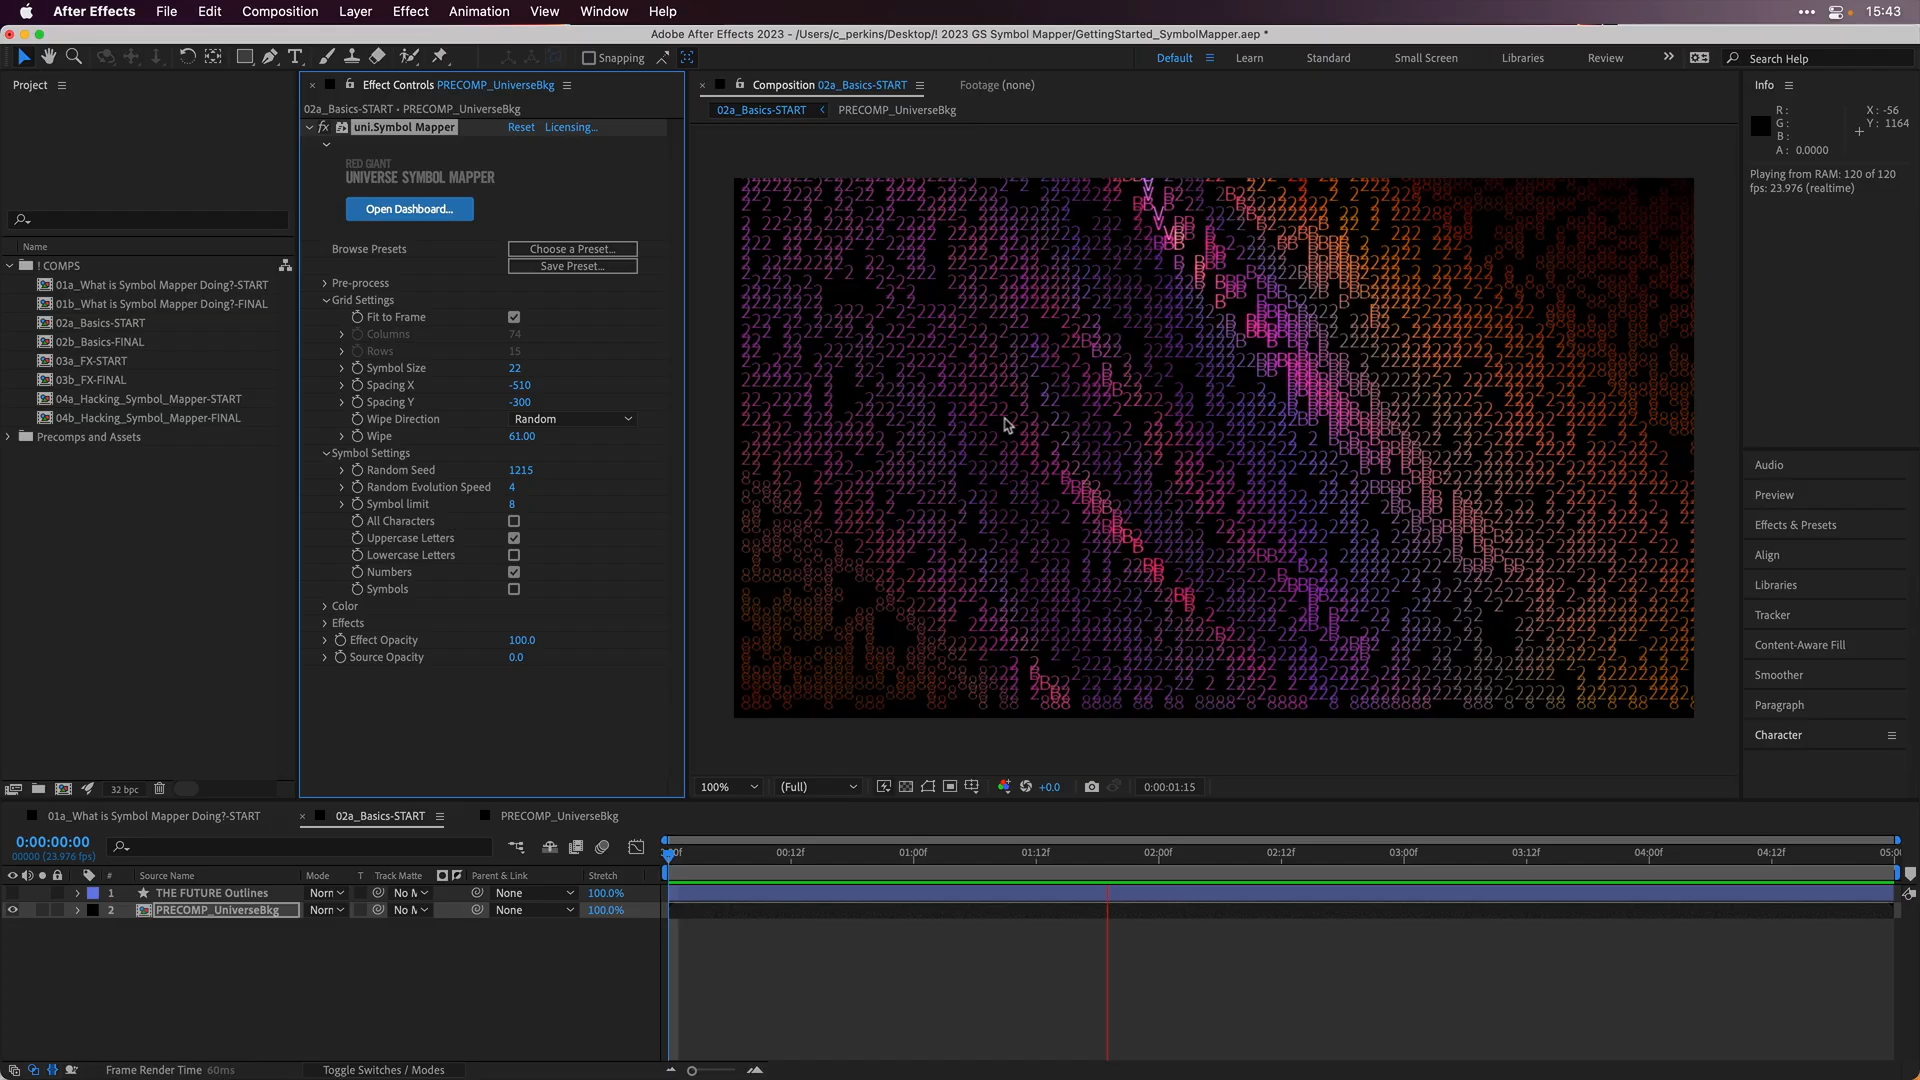 After Effects File Edit Composition Layer Effect Animation View Window Help 15:43
Adobe After Effects 2023 - /Users/c_perkins/Desktop/! 2023 GS Symbol Mapper/GettingStarted_SymbolMapper.aep *
Snapping Default Learn Standard Small Screen Libraries Review Search Help
Project
Name
! COMPS
01a_What is Symbol Mapper Doing?-START
01b_What is Symbol Mapper Doing?-FINAL
02a_Basics-START
02b_Basics-FINAL
03a_FX-START
03b_FX-FINAL
04a_Hacking_Symbol_Mapper-START
04b_Hacking_Symbol_Mapper-FINAL
Precomps and Assets
32 bpc
Effect Controls PRECOMP_UniverseBkg
02a_Basics-START • PRECOMP_UniverseBkg
fx uni.Symbol Mapper Reset Licensing...
RED GIANT
UNIVERSE SYMBOL MAPPER
Open Dashboard...
Browse Presets Choose a Preset...
Save Preset...
Pre-process
Grid Settings
Fit to Frame
Columns 74
Rows 15
Symbol Size 22
Spacing X -510
Spacing Y -300
Wipe Direction Random
Wipe 61.00
Symbol Settings
Random Seed 1215
Random Evolution Speed 4
Symbol limit 8
All Characters
Uppercase Letters
Lowercase Letters
Numbers
Symbols
Color
Effects
Effect Opacity 100.0
Source Opacity 0.0
Composition 02a_Basics-START Footage (none)
02a_Basics-START PRECOMP_UniverseBkg
100% (Full) +0.0 0:00:01:15
Info
R: X: -56
G: Y: 1164
B:
A: 0.0000
Playing from RAM: 120 of 120
fps: 23.976 (realtime)
Audio
Preview
Effects & Presets
Align
Libraries
Tracker
Content-Aware Fill
Smoother
Paragraph
Character
01a_What is Symbol Mapper Doing?-START 02a_Basics-START PRECOMP_UniverseBkg
0:00:00:00
00000 (23.976 fps)
00:12f 01:00f 01:12f 02:00f 02:12f 03:00f 03:12f 04:00f 04:12f
# Source Name Mode T Track Matte Parent & Link Stretch
1 THE FUTURE Outlines Norn No M None 100.0%
2 PRECOMP_UniverseBkg Norn No M None 100.0%
Frame Render Time 60ms Toggle Switches / Modes